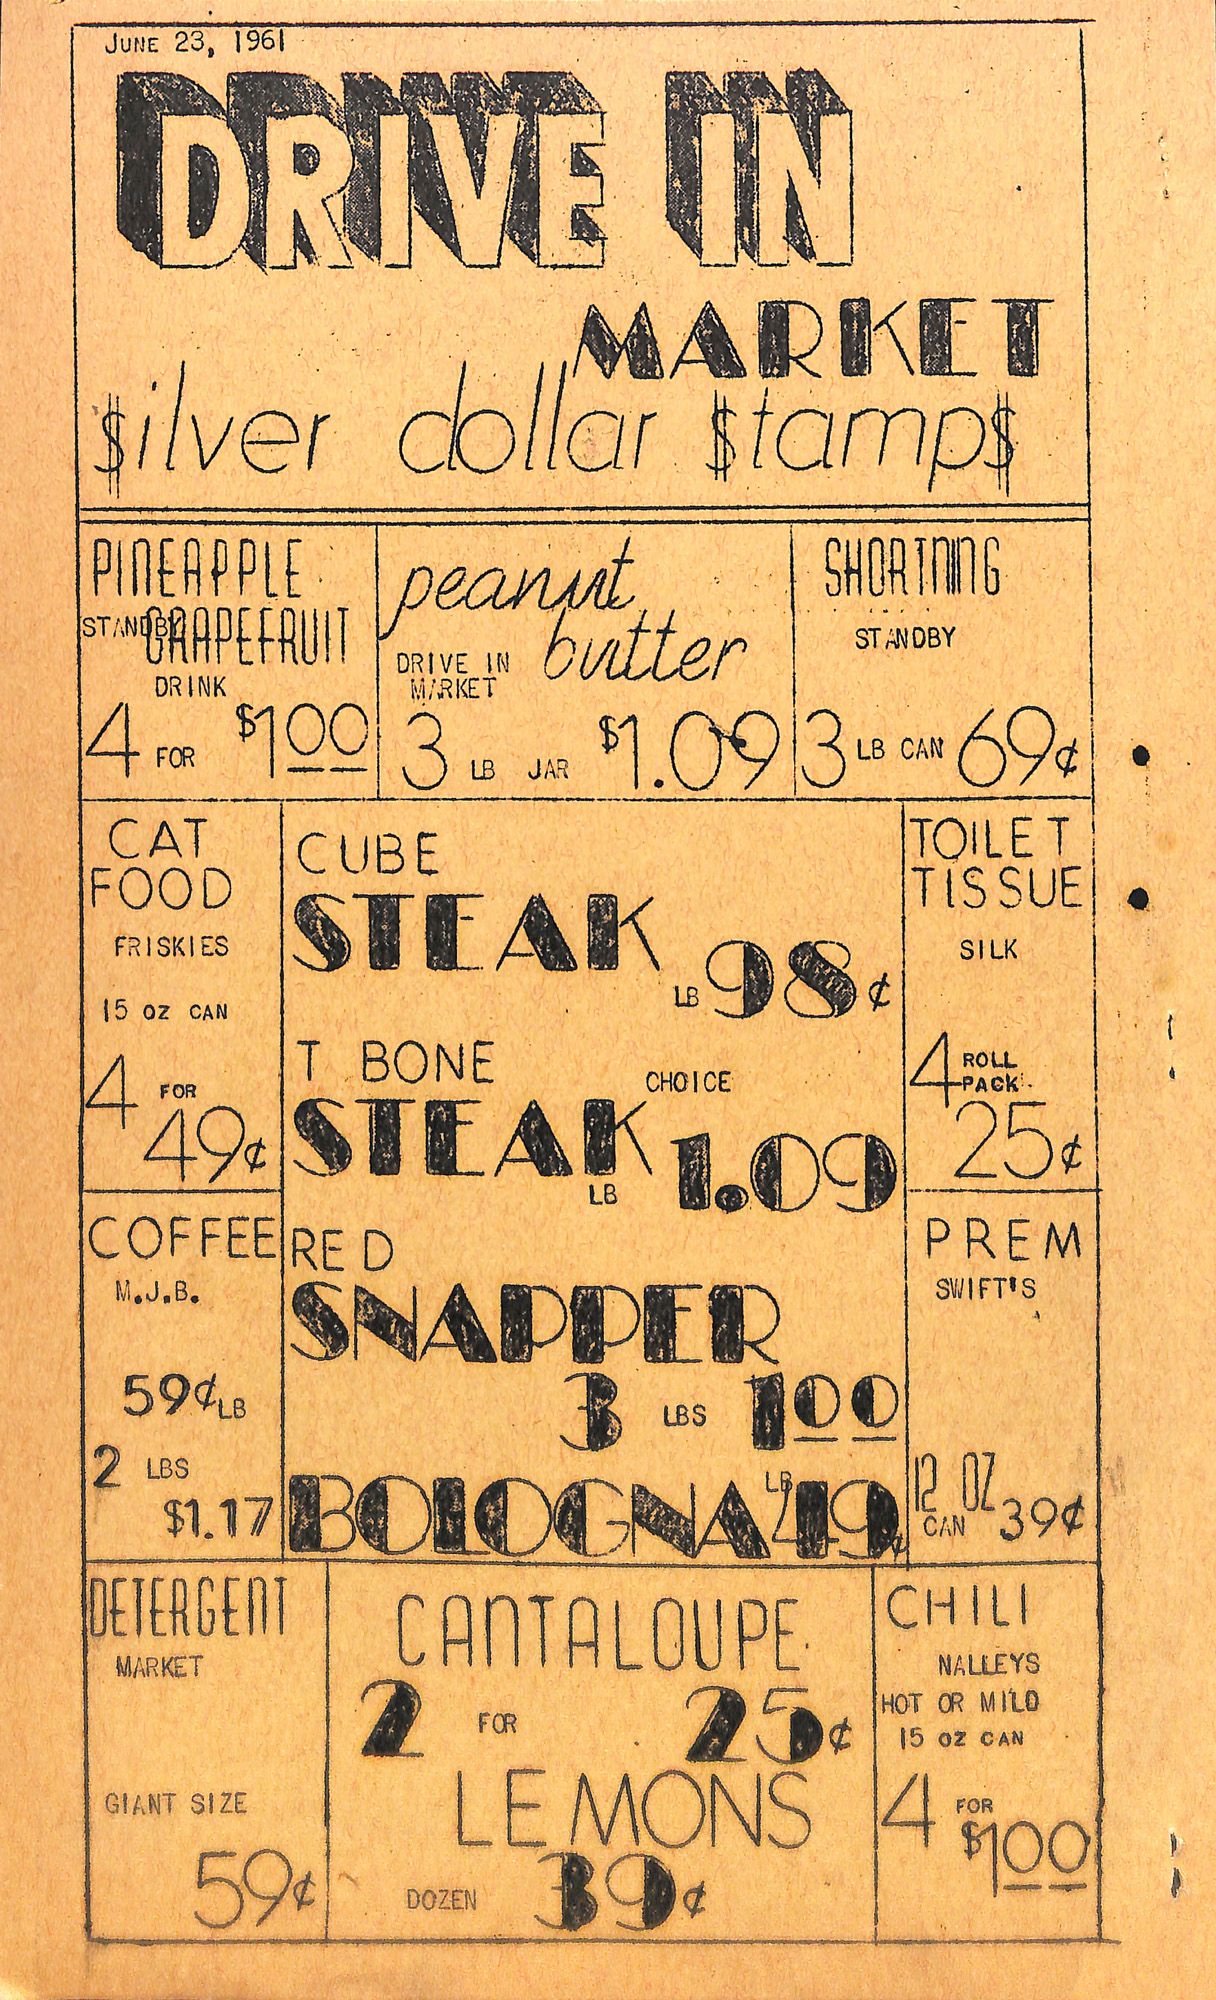 JUNE 23, 1961
DRIVE IN
MARKET
$ilver dollar $tamp$
PINEAPPLE
STANDBY
GRAPEFRUIT
DRINK
4 FOR $1.00
peanut
butter
DRIVE IN
MARKET
3 LB JAR $1.09
SHORTNING
STANDBY
3 LB CAN 69¢
CAT
FOOD
FRISKIES
15 OZ CAN
4 FOR
49¢
COFFEE
M.J.B.
59¢ LB
2 LBS
$1.17
CUBE
STEAK
LB 98¢
T BONE
CHOICE
STEAK
LB 1.09
RED
SNAPPER
3 LBS 1.00
BOLOGNA LB 49¢
TOILET
TISSUE
SILK
4 ROLL
PACK
25¢
PREM
SWIFT'S
12 OZ
CAN 39¢
DETERGENT
MARKET
GIANT SIZE
59¢
CANTALOUPE
2 FOR 25¢
LEMONS
DOZEN 39¢
CHILI
NALLEYS
HOT OR MILD
15 OZ CAN
4 FOR
$1.00